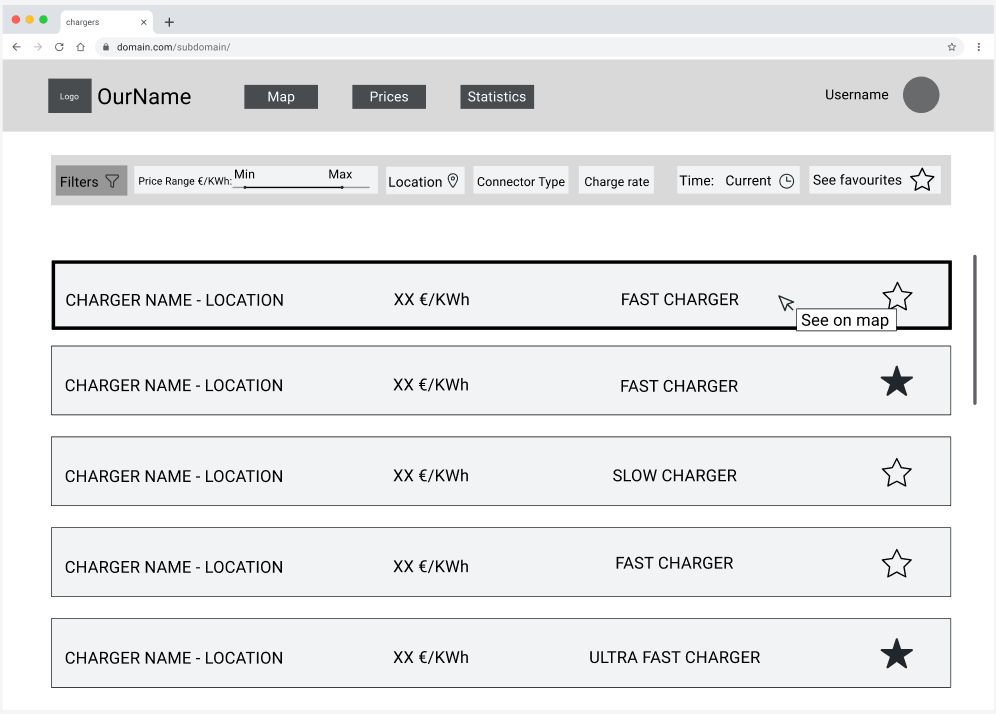 chargers
domain.com/subdomain/
Logo OurName Map Prices Statistics Username
Filters Price Range €/KWh: Min Max Location Connector Type Charge rate Time: Current See favourites
CHARGER NAME - LOCATION XX €/KWh FAST CHARGER
See on map
CHARGER NAME - LOCATION XX €/KWh FAST CHARGER
CHARGER NAME - LOCATION XX €/KWh SLOW CHARGER
CHARGER NAME - LOCATION XX €/KWh FAST CHARGER
CHARGER NAME - LOCATION XX €/KWh ULTRA FAST CHARGER